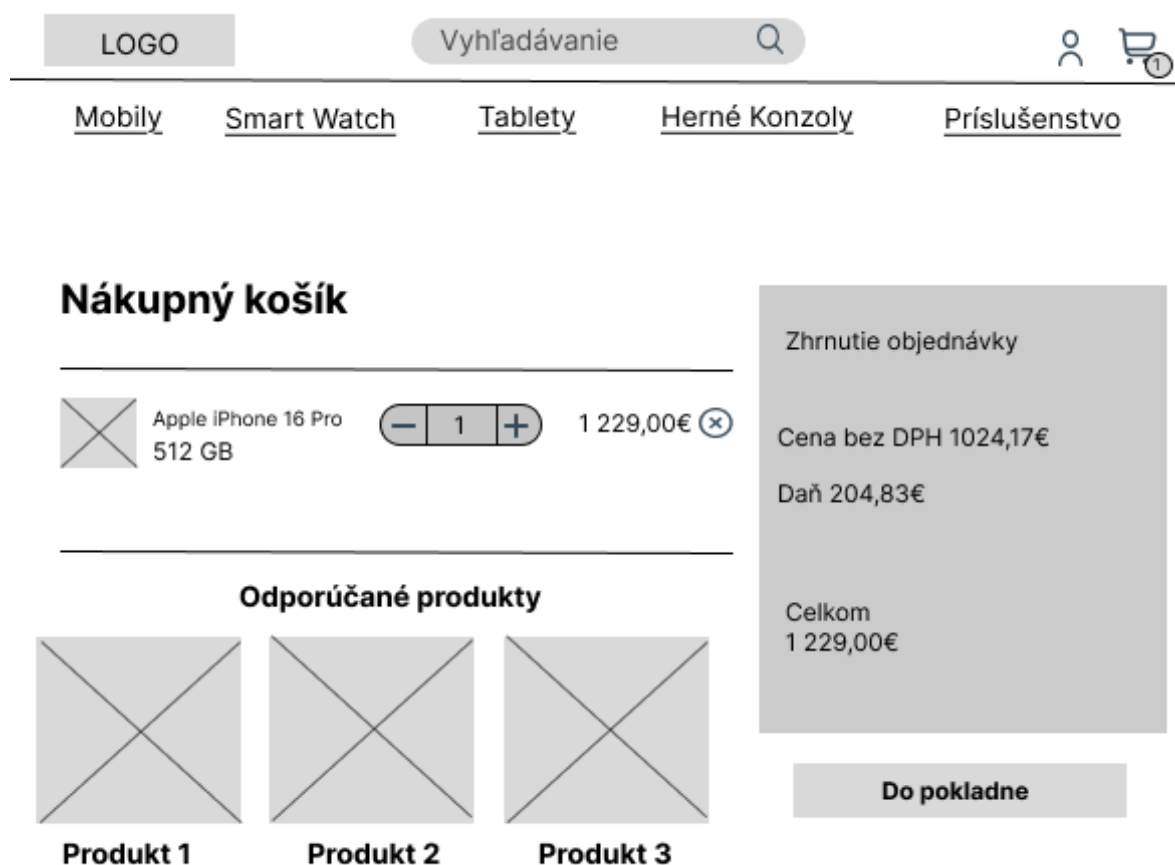 LOGO
Vyhľadávanie
1
Mobily Smart Watch Tablety Herné Konzoly Príslušenstvo
Nákupný košík
Apple iPhone 16 Pro
512 GB
1
1 229,00€
Zhrnutie objednávky
Cena bez DPH 1024,17€
Daň 204,83€
Celkom
1 229,00€
Do pokladne
Odporúčané produkty
Produkt 1 Produkt 2 Produkt 3